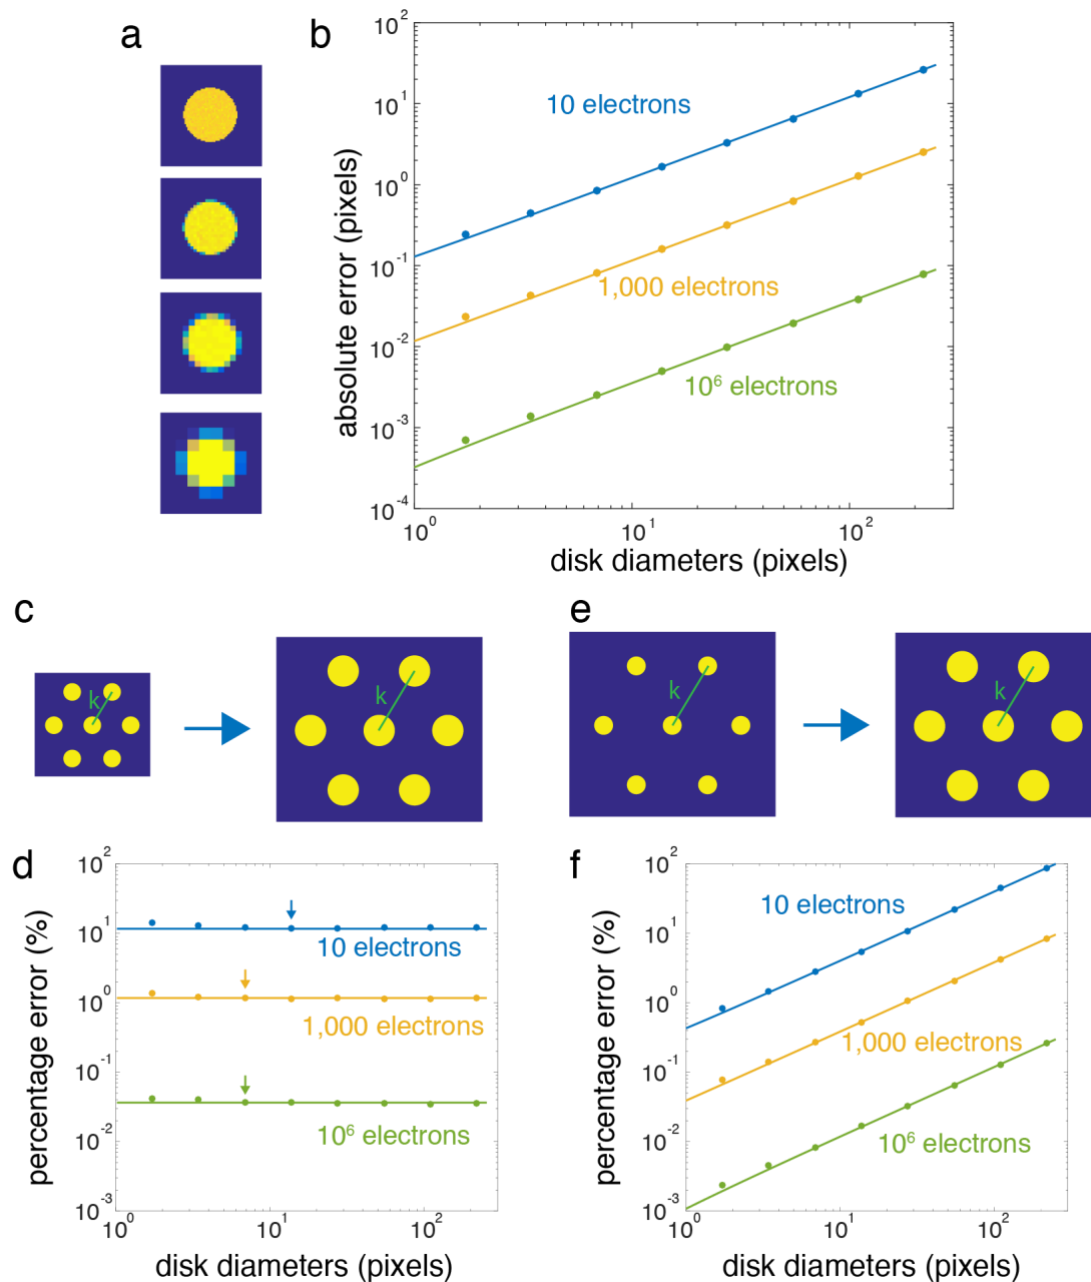 a
b
10²
10¹
10⁰
10⁻¹
10⁻²
10⁻³
10⁻⁴
absolute error (pixels)
10 electrons
1,000 electrons
10⁶ electrons
10⁰
10¹
10²
disk diameters (pixels)
c
k
k
e
k
k
d
10²
10¹
10⁰
10⁻¹
10⁻²
10⁻³
percentage error (%)
10 electrons
1,000 electrons
10⁶ electrons
10⁰
10¹
10²
disk diameters (pixels)
f
10²
10¹
10⁰
10⁻¹
10⁻²
10⁻³
percentage error (%)
10 electrons
1,000 electrons
10⁶ electrons
10⁰
10¹
10²
disk diameters (pixels)